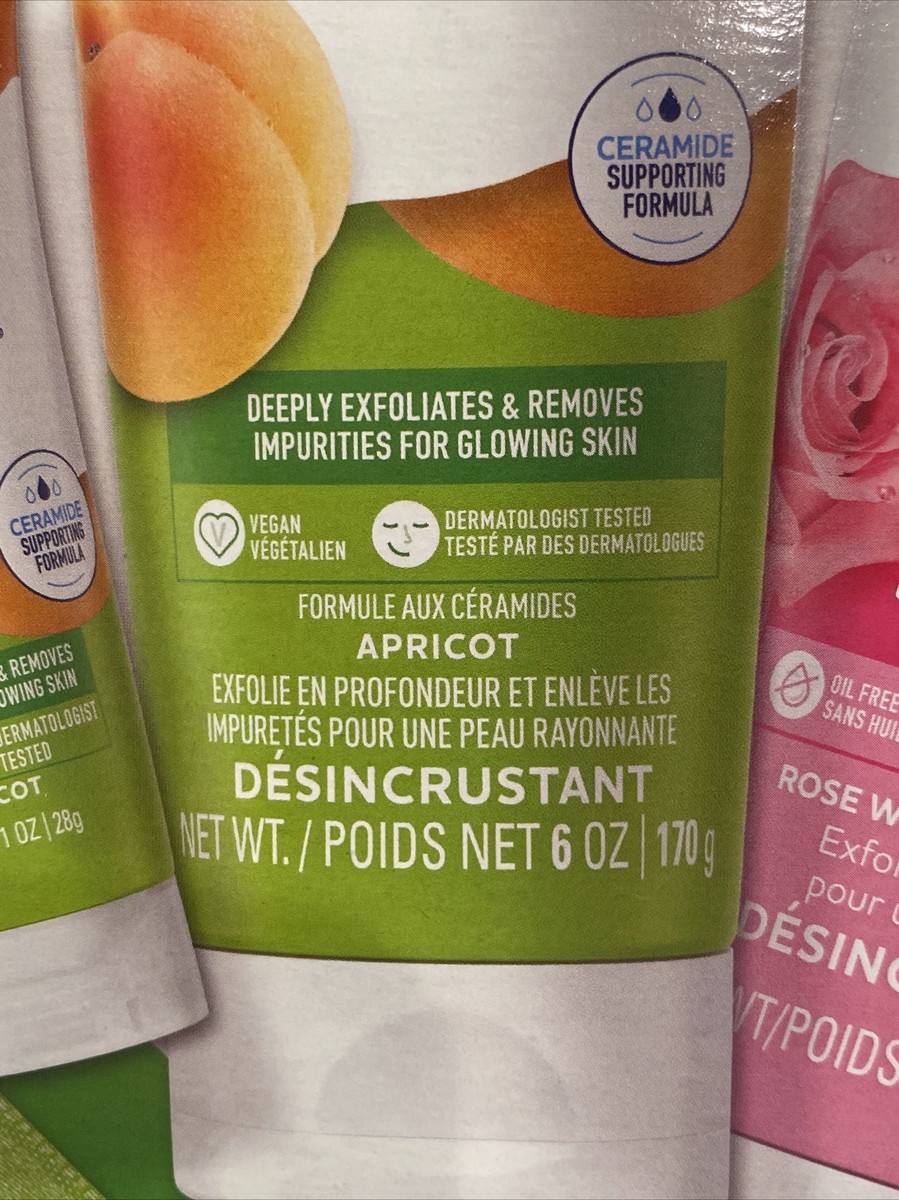 CERAMIDE
SUPPORTING
FORMULA
DEEPLY EXFOLIATES & REMOVES
IMPURITIES FOR GLOWING SKIN
VEGAN
VÉGÉTALIEN
DERMATOLOGIST TESTED
TESTÉ PAR DES DERMATOLOGUES
FORMULE AUX CÉRAMIDES
APRICOT
EXFOLIE EN PROFONDEUR ET ENLÈVE LES
IMPURETÉS POUR UNE PEAU RAYONNANTE
DÉSINCRUSTANT
NET WT. / POIDS NET 6 OZ | 170 g
CERAMIDE
SUPPORTING
FORMULA
& REMOVES
OWING SKIN
DERMATOLOGIST
TESTED
COT
1 OZ | 28g
OIL FREE
SANS HUI
ROSE W
Exfol
pour u
DÉSINC
WT/POIDS